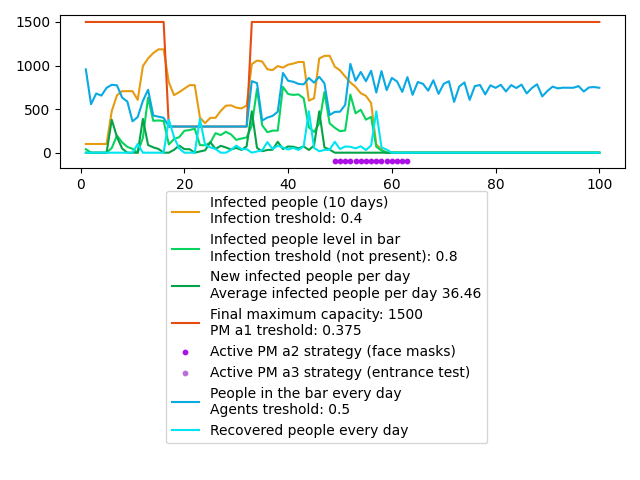 1500
1000
500
0
0 20 40 60 80 100
Infected people (10 days)
Infection treshold: 0.4
Infected people level in bar
Infection treshold (not present): 0.8
New infected people per day
Average infected people per day 36.46
Final maximum capacity: 1500
PM a1 treshold: 0.375
Active PM a2 strategy (face masks)
Active PM a3 strategy (entrance test)
People in the bar every day
Agents treshold: 0.5
Recovered people every day